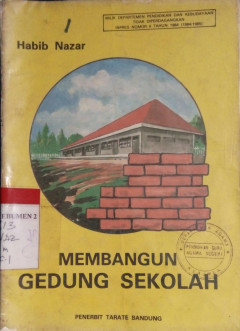 1
Habib Nazar
MILIK DEPARTEMEN PENDIDIKAN DAN KEBUDAYAAN
TIDAK DIPERDAGANGKAN
INPRES NOMOR 6 TAHUN 1984 (1984/1985)
MEMBANGUN
GEDUNG SEKOLAH
PENERBIT TARATE BANDUNG